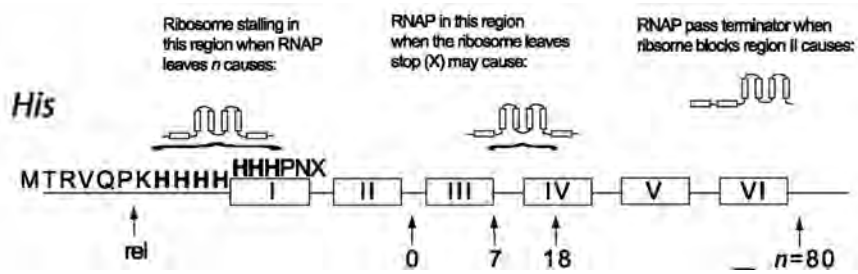 Ribosome stalling in
this region when RNAP
leaves n causes:
RNAP in this region
when the ribosome leaves
stop (X) may cause:
RNAP pass terminator when
ribsome blocks region II causes:
His
MTRVQPKHHHHHHHPNX
I II III IV V VI
rel 0 7 18 n=80